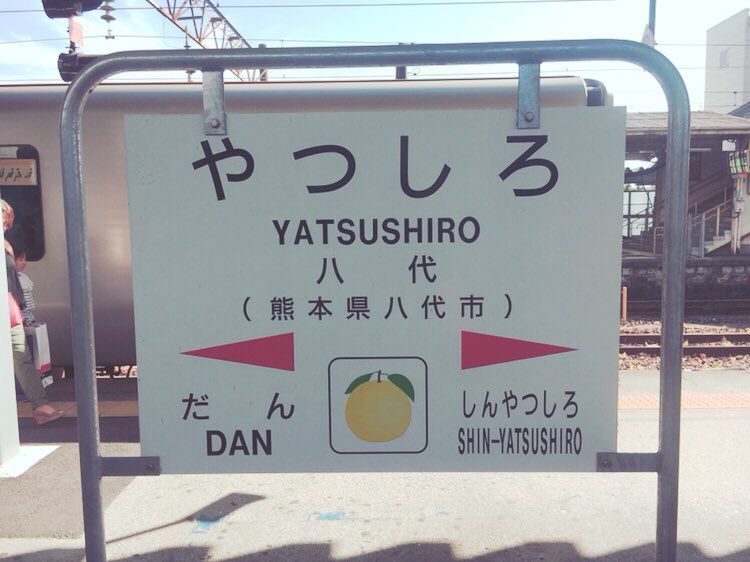 やつしろ
YATSUSHIRO
八代
(熊本県八代市)
だん
DAN
しんやつしろ
SHIN-YATSUSHIRO